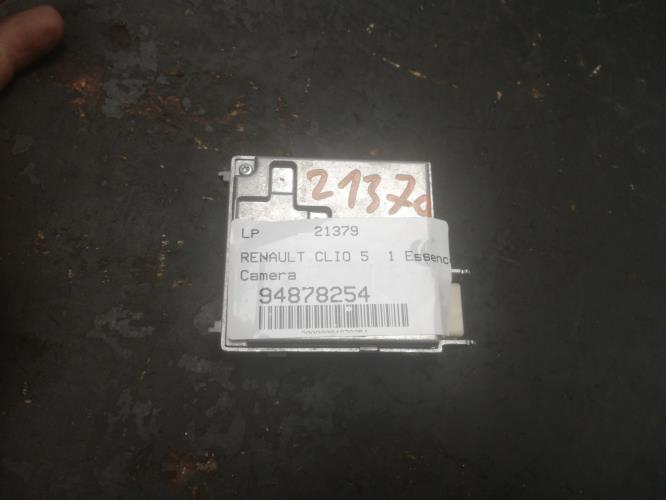 21379
LP 21379
RENAULT CLIO 5 1 Essenc
Camera
94878254